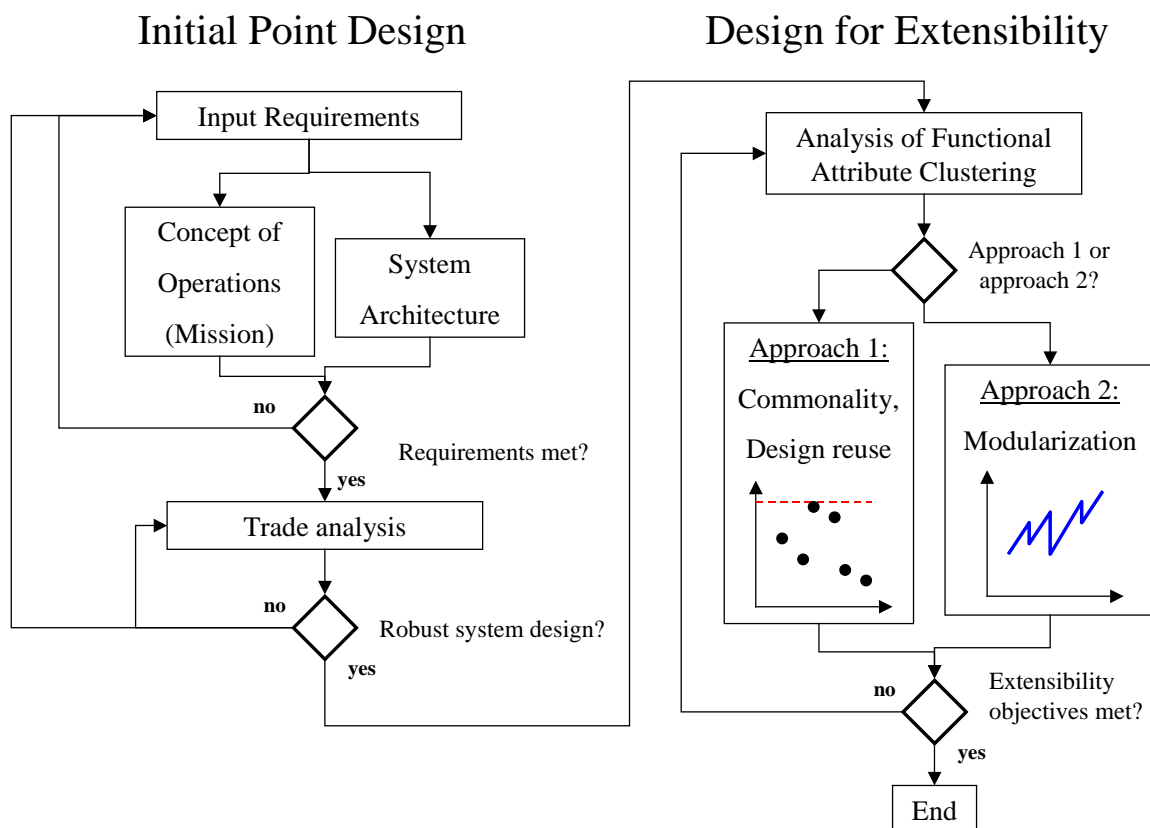 Initial Point Design
Input Requirements
Concept of
Operations
(Mission)
System
Architecture
no
Requirements met?
yes
Trade analysis
no
Robust system design?
yes
Design for Extensibility
Analysis of Functional
Attribute Clustering
Approach 1 or
approach 2?
Approach 1:
Commonality,
Design reuse
Approach 2:
Modularization
no
Extensibility
objectives met?
yes
End